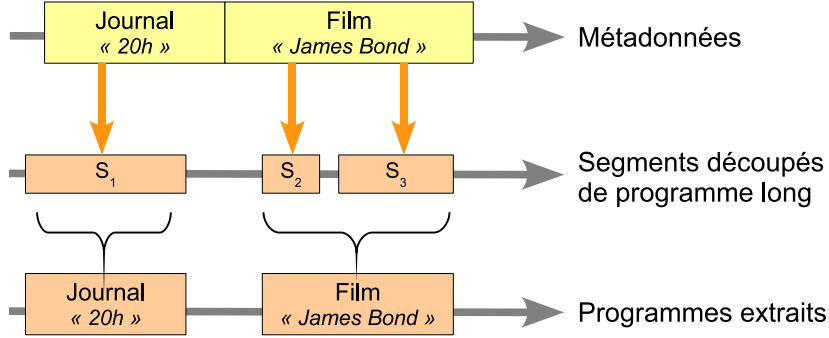 Journal
« 20h »
Film
« James Bond »
Métadonnées
S1
S2
S3
Segments découpés
de programme long
Journal
« 20h »
Film
« James Bond »
Programmes extraits